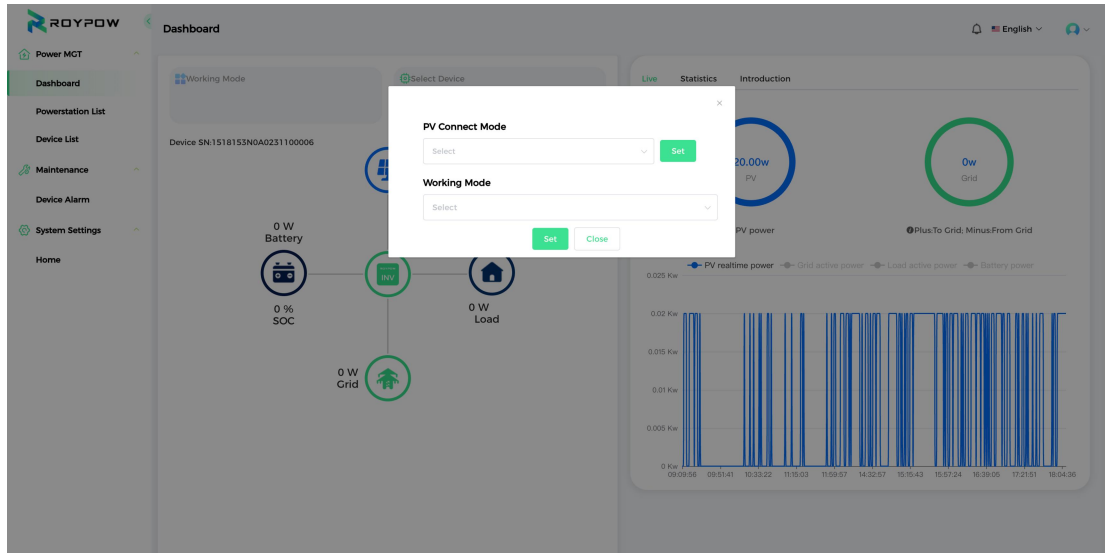 ROYPOW
Dashboard
English
Power MGT
Dashboard
Powerstation List
Device List
Maintenance
Device Alarm
System Settings
Home
Working Mode
Select Device
Device SN:1518153N0A0231100006
0 W
Battery
0 %
SOC
INV
0 W
Load
0 W
Grid
PV Connect Mode
Select
Set
Working Mode
Select
Set
Close
Live
Statistics
Introduction
20.00w
PV
0w
Grid
PV power
Plus:To Grid; Minus:From Grid
PV realtime power
Grid active power
Load active power
Battery power
0.025 Kw
0.02 Kw
0.015 Kw
0.01 Kw
0.005 Kw
0 Kw
09:09:56
09:51:41
10:33:22
11:15:03
11:59:57
14:32:57
15:15:43
15:57:24
16:39:05
17:21:51
18:04:36